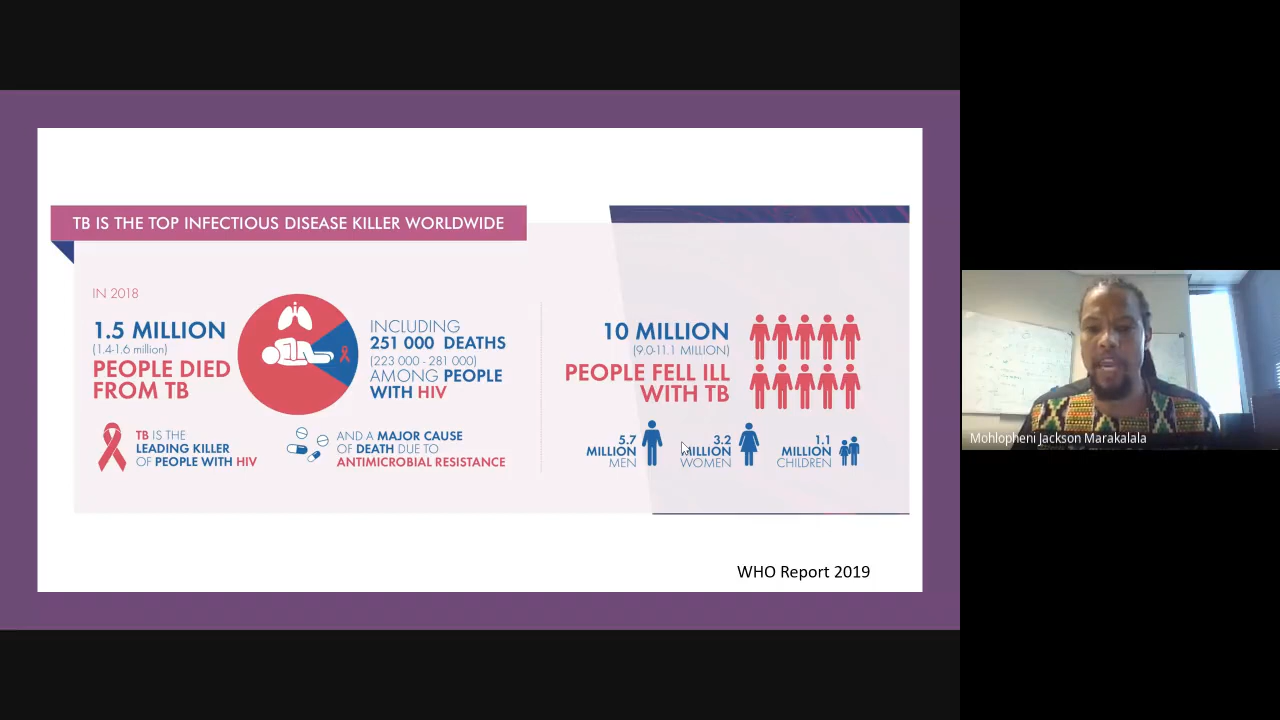 TB IS THE TOP INFECTIOUS DISEASE KILLER WORLDWIDE
IN 2018
1.5 MILLION
(1.4-1.6 million)
PEOPLE DIED
FROM TB
INCLUDING
251 000 DEATHS
(223 000 - 281 000)
AMONG PEOPLE
WITH HIV
TB IS THE
LEADING KILLER
OF PEOPLE WITH HIV
AND A MAJOR CAUSE
OF DEATH DUE TO
ANTIMICROBIAL RESISTANCE
10 MILLION
(9.0-11.1 MILLION)
PEOPLE FELL ILL
WITH TB
5.7
MILLION
MEN
3.2
MILLION
WOMEN
1.1
MILLION
CHILDREN
WHO Report 2019
Mohlopheni Jackson Marakalala